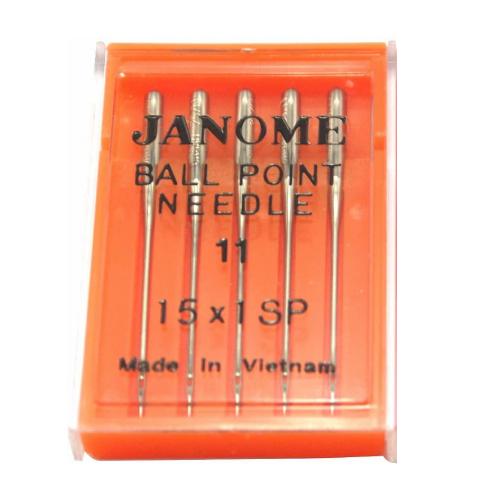 JANOME
BALL POINT
NEEDLE
11
15x1SP
Made in Vietnam